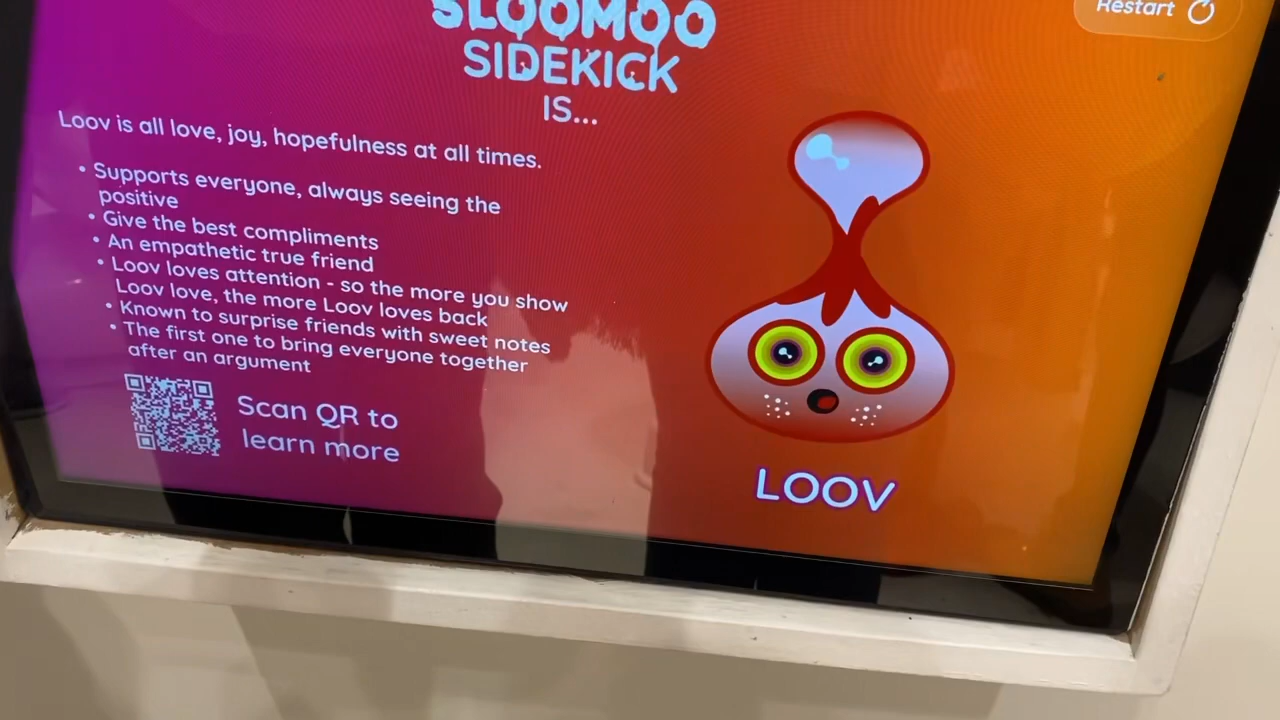 SLOOMOO
SIDEKICK
IS...
Restart
Loov is all love, joy, hopefulness at all times.
• Supports everyone, always seeing the
positive
• Give the best compliments
• An empathetic true friend
• Loov loves attention - so the more you show
Loov love, the more Loov loves back
• Known to surprise friends with sweet notes
• The first one to bring everyone together
after an argument
Scan QR to
learn more
LOOV